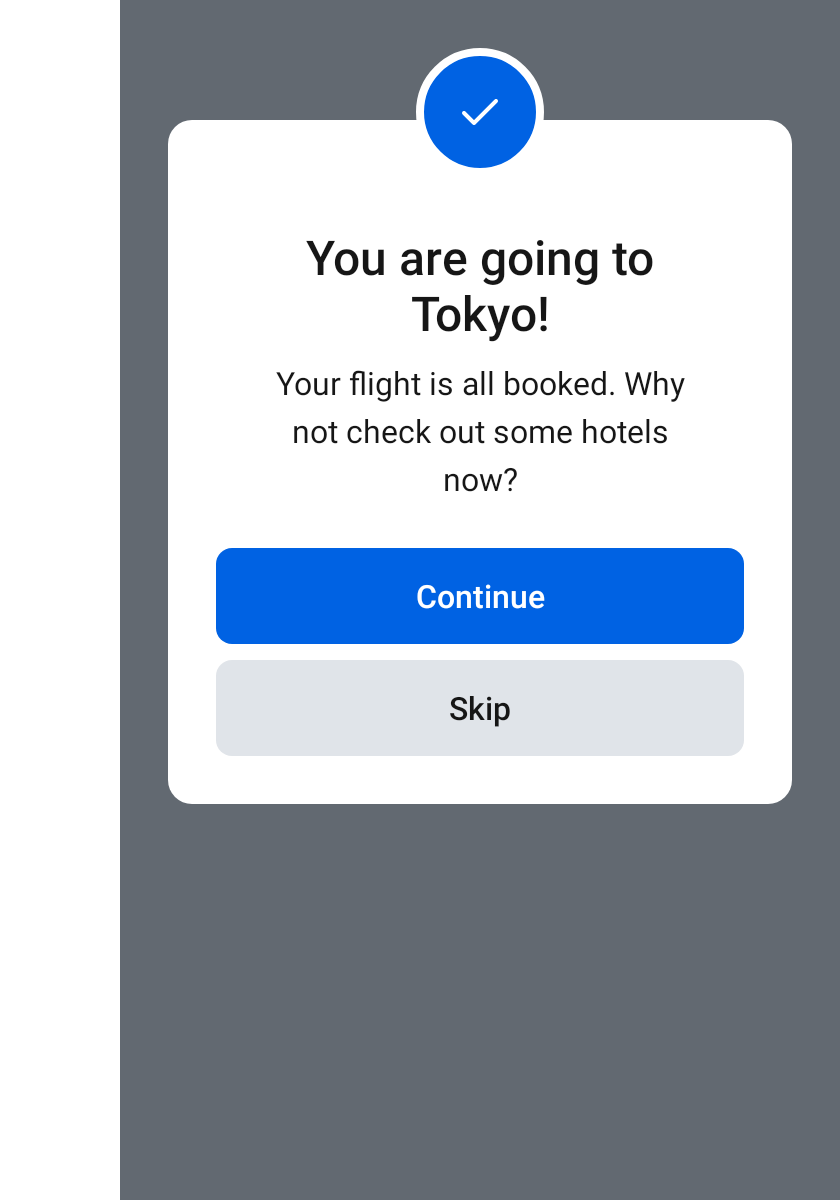 You are going to
Tokyo!
Your flight is all booked. Why
not check out some hotels
now?
Continue
Skip